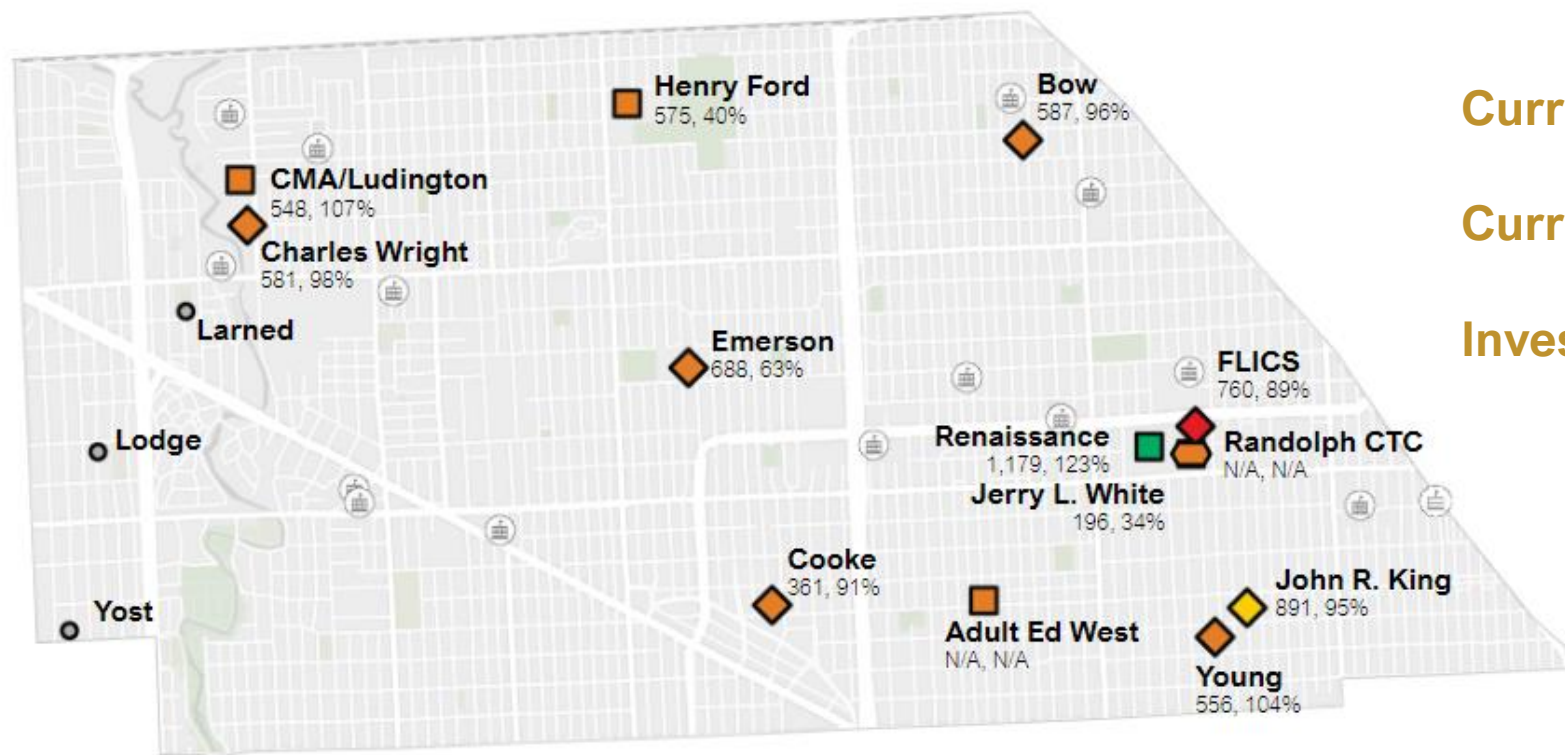 Henry Ford
575, 40%
Bow
587, 96%
Curr
CMA/Ludington
548, 107%
Charles Wright
581, 98%
Curr
Larned
Inves
Emerson
688, 63%
FLICS
760, 89%
Lodge
Renaissance
1,179, 123%
Randolph CTC
N/A, N/A
Jerry L. White
196, 34%
Cooke
361, 91%
John R. King
891, 95%
Yost
Adult Ed West
N/A, N/A
Young
556, 104%